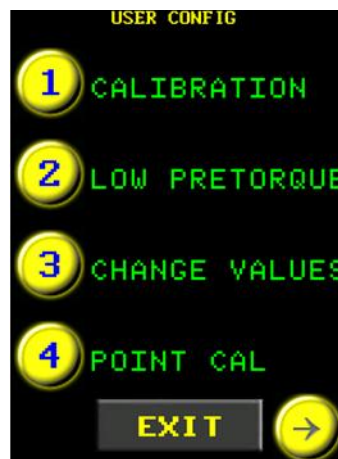 USER CONFIG
1 CALIBRATION
2 LOW PRETORQUE
3 CHANGE VALUES
4 POINT CAL
EXIT →